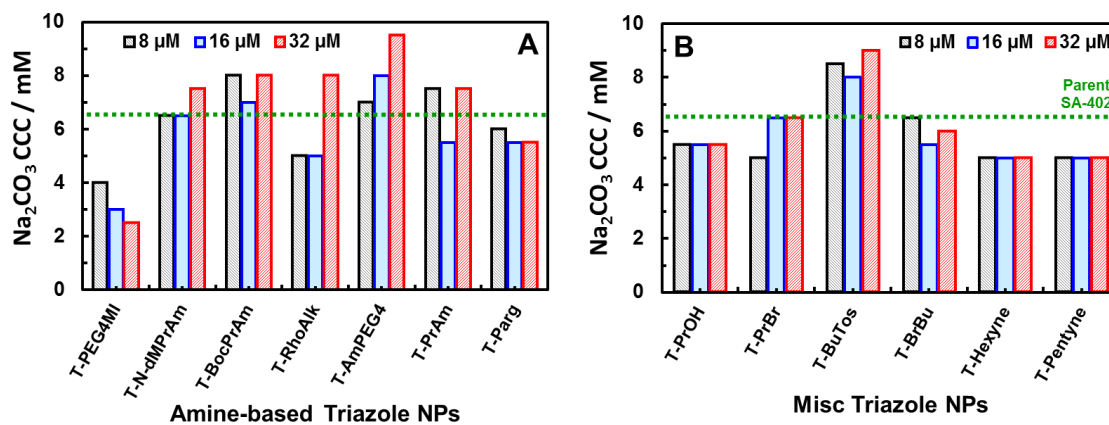 10
8
6
4
2
0
Na₂CO₃ CCC / mM
8 µM 16 µM 32 µM
A
T-PEG4MI
T-N-dMPrAm
T-BocPrAm
T-RhoAlk
T-AmPEG4
T-PrAm
T-Parg
Amine-based Triazole NPs
10
8
6
4
2
0
Na₂CO₃ CCC / mM
B
8 µM 16 µM 32 µM
Parent
SA-402
T-PrOH
T-PrBr
T-BuTos
T-BrBu
T-Hexyne
T-Pentyne
Misc Triazole NPs